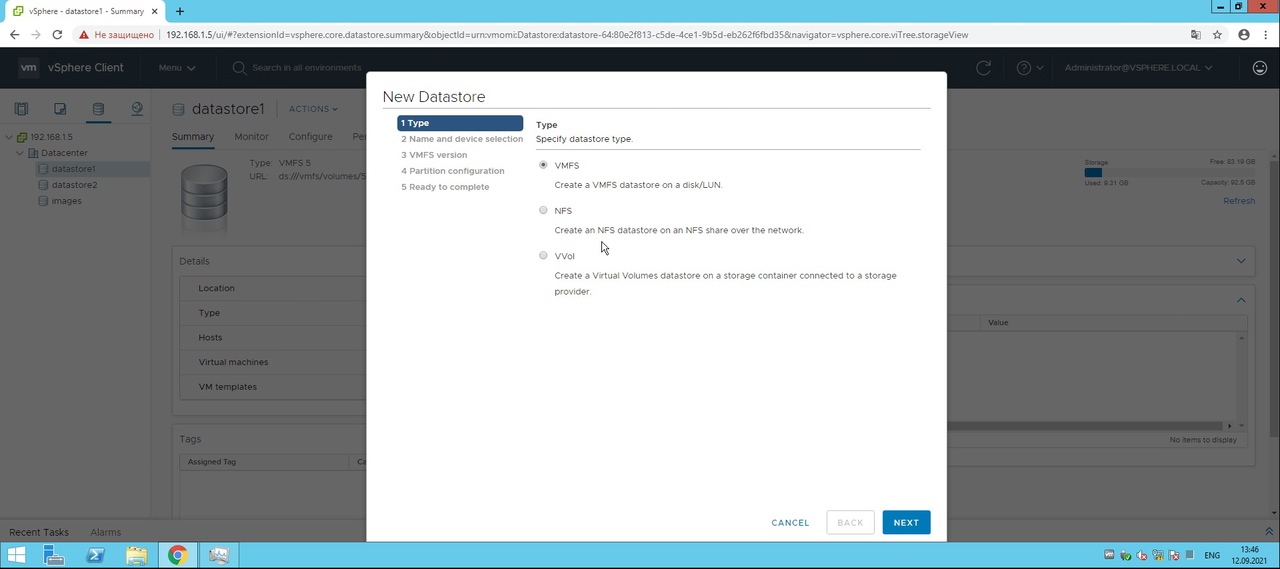 vSphere - datastore1 - Summary
Не защищено
192.168.1.5/ui/#?extensionId=vsphere.core.datastore.summary&objectId=urn:vmomi:Datastore:datastore-64:80e2f813-c5de-4ce1-9b5d-eb262f6fbd35&navigator=vsphere.core.viTree.storageView
vm vSphere Client
Menu
Search in all environments
Administrator@VSPHERE.LOCAL
192.168.1.5
Datacenter
datastore1
datastore2
images
datastore1
ACTIONS
Summary
Monitor
Configure
Type: VMFS 5
URL: ds:///vmfs/volumes/5
Storage
Free: 83.19 GB
Used: 9.31 GB
Capacity: 92.5 GB
Refresh
Details
Location
Type
Hosts
Virtual machines
VM templates
Tags
Assigned Tag
Ca
Value
No items to display
New Datastore
1 Type
2 Name and device selection
3 VMFS version
4 Partition configuration
5 Ready to complete
Type
Specify datastore type.
VMFS
Create a VMFS datastore on a disk/LUN.
NFS
Create an NFS datastore on an NFS share over the network.
VVol
Create a Virtual Volumes datastore on a storage container connected to a storage
provider.
CANCEL
BACK
NEXT
Recent Tasks
Alarms
ENG
13:46
12.09.2021